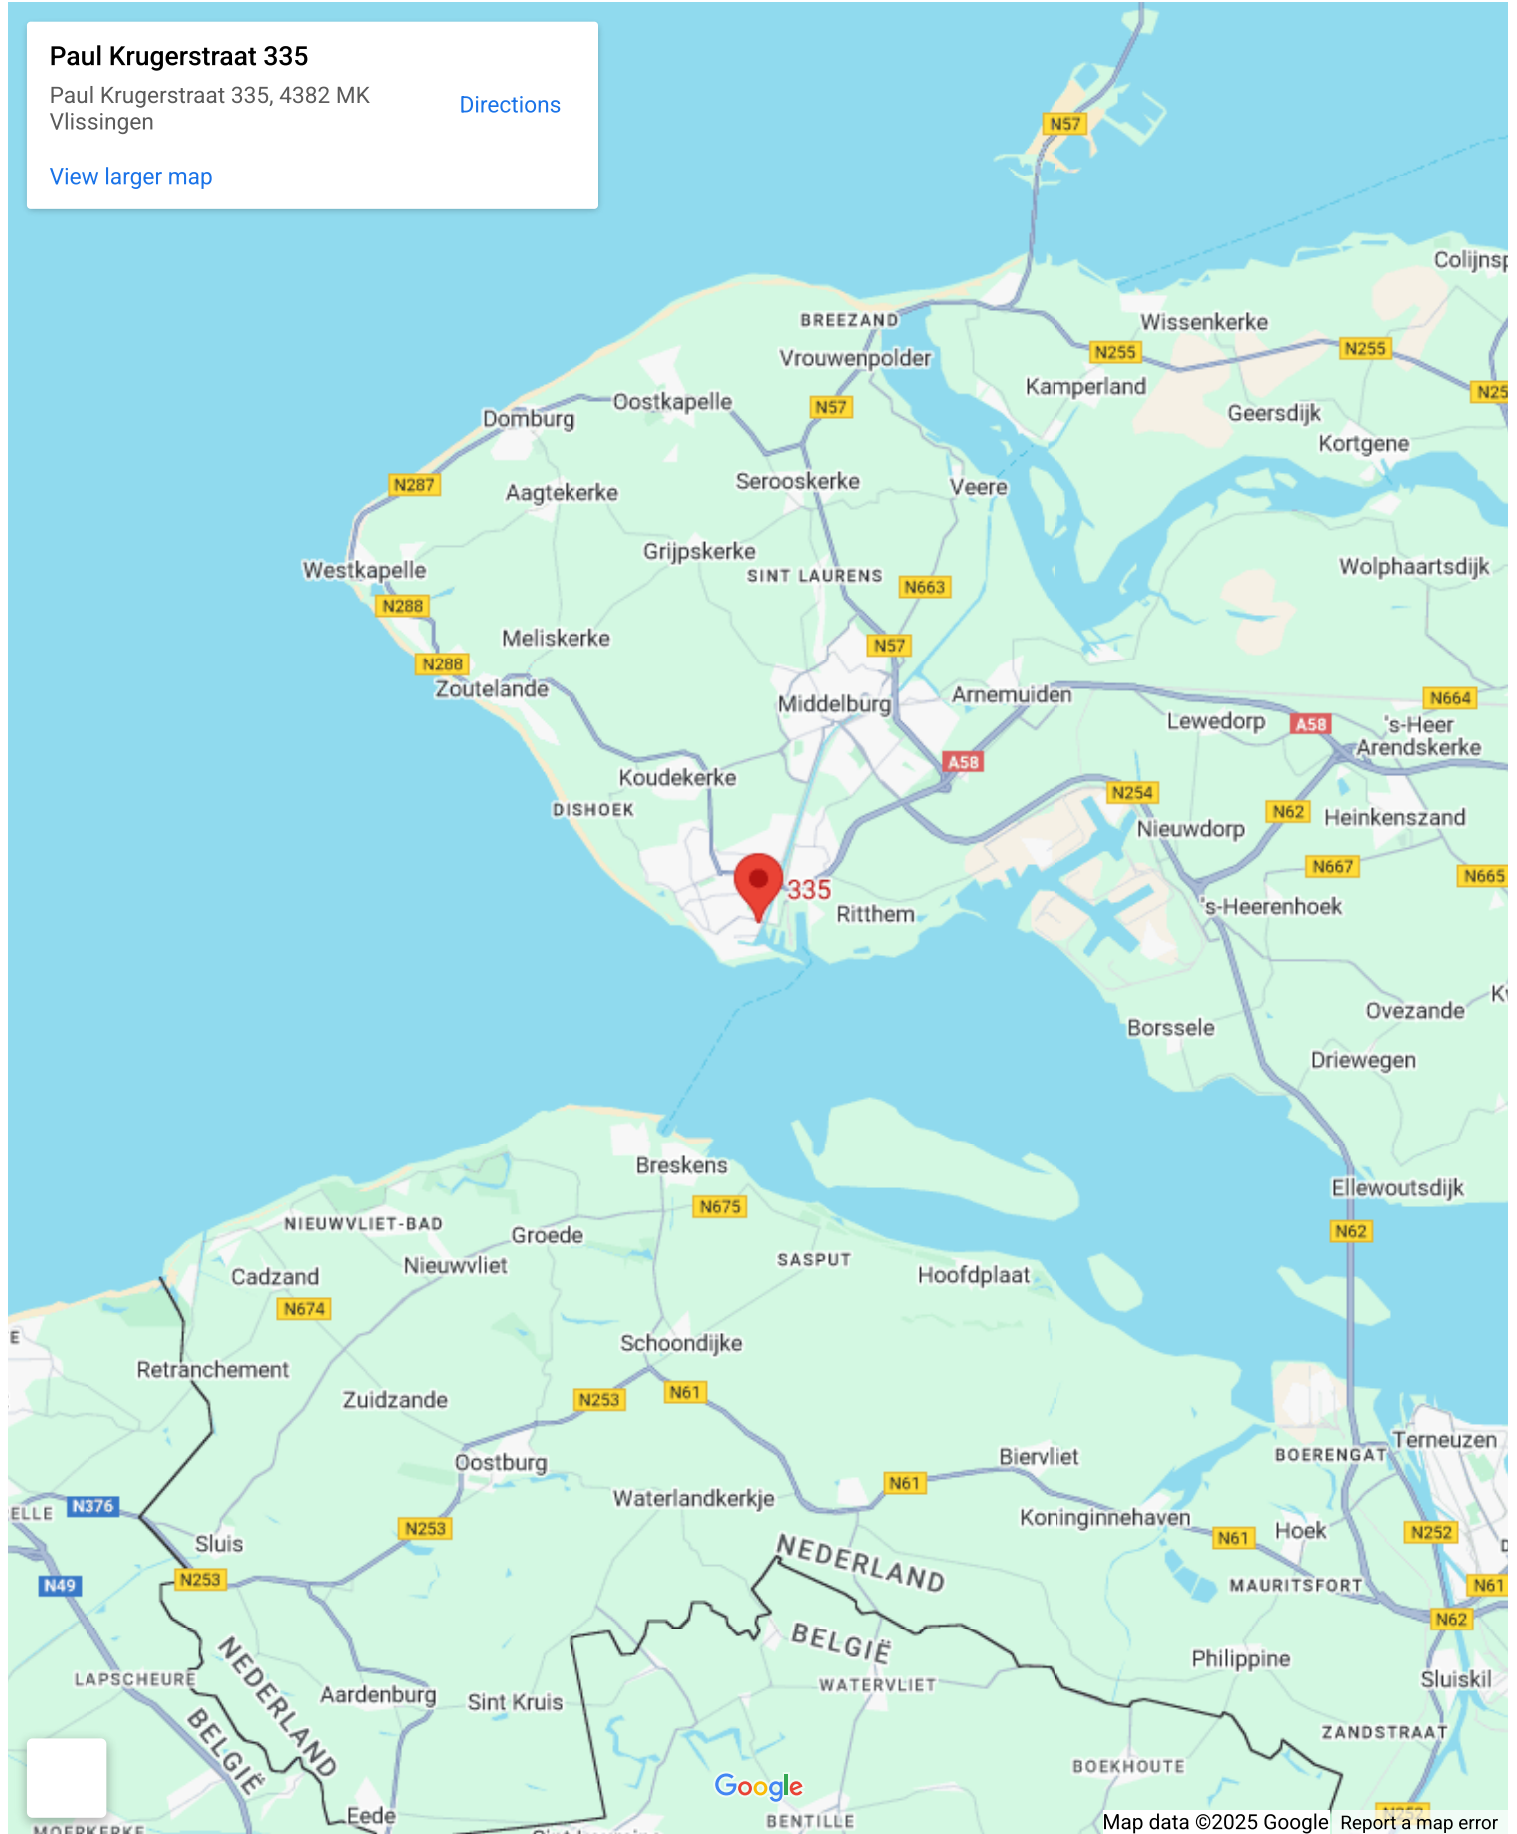 Paul Krugerstraat 335
Paul Krugerstraat 335, 4382 MK
Vlissingen
Directions
View larger map
N57
Colijnsp
BREEZAND
Wissenkerke
Vrouwenpolder
N255
N255
Kamperland
N25
Oostkapelle
N57
Domburg
Geersdijk
Kortgene
N287
Serooskerke
Veere
Aagtekerke
Grijpskerke
Westkapelle
SINT LAURENS
N663
Wolphaartsdijk
N288
Meliskerke
N57
N288
Zoutelande
Middelburg
Arnemuiden
N664
Lewedorp
A58
's-Heer
Arendskerke
A58
Koudekerke
DISHOEK
N254
N62
Heinkenszand
Nieuwdorp
N667
N665
335
Ritthem
's-Heerenhoek
Ovezande
Borssele
Driewegen
Breskens
Ellewoutsdijk
N675
NIEUWVLIET-BAD
Groede
N62
SASPUT
Nieuwvliet
Cadzand
Hoofdplaat
N674
E
Schoondijke
Retranchement
N253
N61
Zuidzande
Terneuzen
Oostburg
Biervliet
BOERENGAT
N61
Waterlandkerkje
N376
ELLE
Koninginnehaven
N253
Sluis
N61
Hoek
N252
NEDERLAND
N253
N49
MAURITSFORT
N61
N62
BELGIË
NEDERLAND
Philippine
LAPSCHEURE
WATERVLIET
Sluiskil
Aardenburg
Sint Kruis
BELGIË
ZANDSTRAAT
BOEKHOUTE
Google
Eede
N252
BENTILLE
MOERKERKE
Map data ©2025 Google
Report a map error